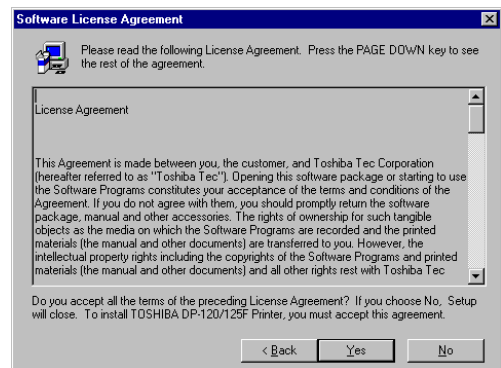 Software License Agreement
Please read the following License Agreement. Press the PAGE DOWN key to see
the rest of the agreement.
License Agreement
This Agreement is made between you, the customer, and Toshiba Tec Corporation
(hereafter referred to as "Toshiba Tec"). Opening this software package or starting to use
the Software Programs constitutes your acceptance of the terms and conditions of the
Agreement. If you do not agree with them, you should promptly return the software
package, manual and other accessories. The rights of ownership for such tangible
objects as the media on which the Software Programs are recorded and the printed
materials (the manual and other documents) are transferred to you. However, the
intellectual property rights including the copyrights of the Software Programs and printed
materials (the manual and other documents) and all other rights rest with Toshiba Tec
Do you accept all the terms of the preceding License Agreement? If you choose No, Setup
will close. To install TOSHIBA DP-120/125F Printer, you must accept this agreement.
< Back Yes No